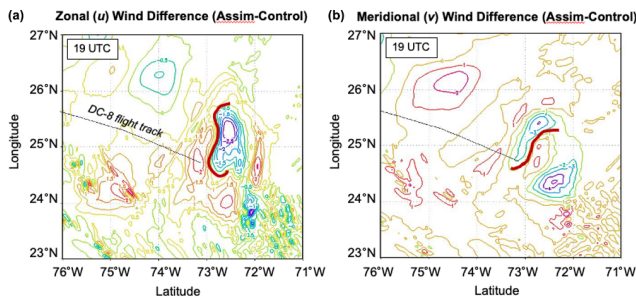 (a) Zonal (u) Wind Difference (Assim-Control)
27°N
26°N
25°N
24°N
23°N
Longitude
19 UTC
DC-8 flight track
76°W 75°W 74°W 73°W 72°W 71°W
Latitude
(b) Meridional (v) Wind Difference (Assim-Control)
27°N
26°N
25°N
24°N
23°N
Longitude
19 UTC
76°W 75°W 74°W 73°W 72°W 71°W
Latitude